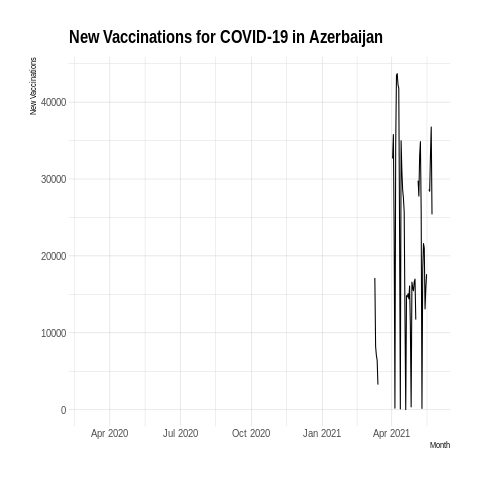 New Vaccinations for COVID-19 in Azerbaijan
New Vaccinations
40000
30000
20000
10000
0
Apr 2020 Jul 2020 Oct 2020 Jan 2021 Apr 2021
Month